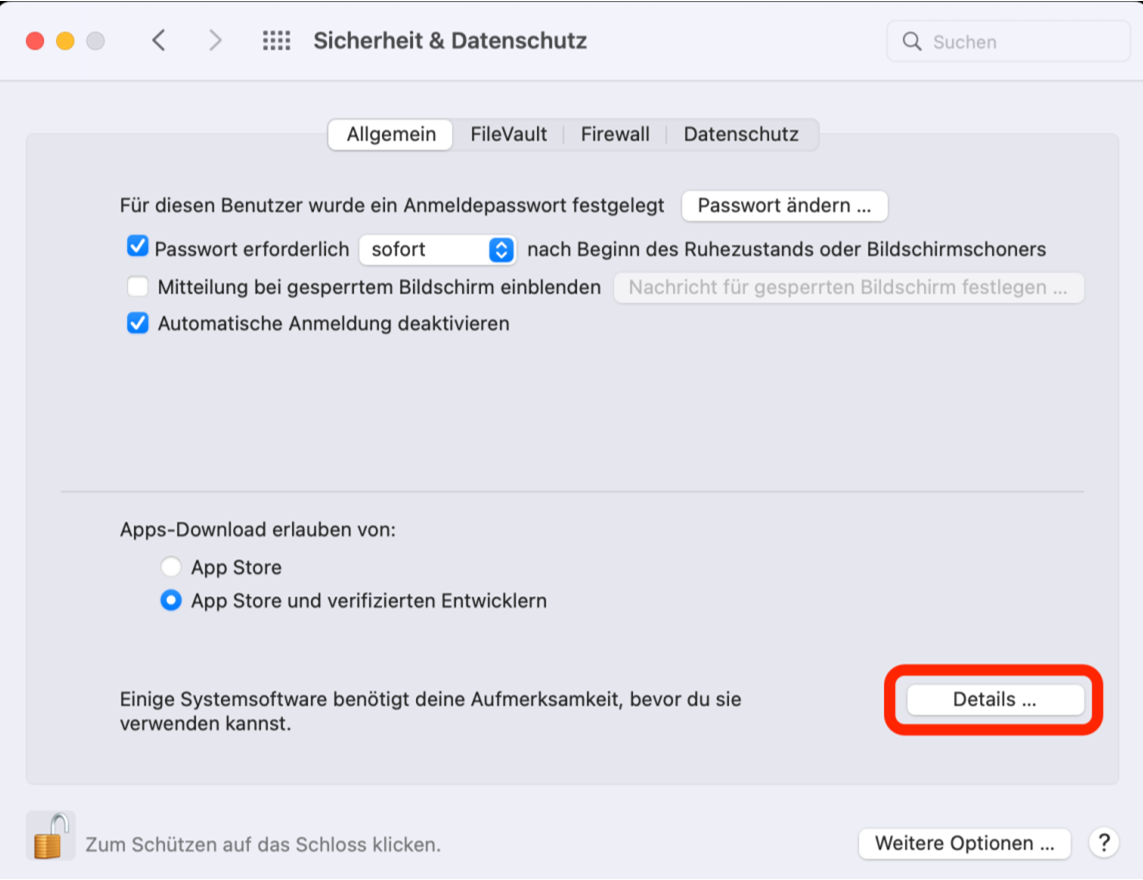 Sicherheit & Datenschutz
Suchen
Allgemein FileVault Firewall Datenschutz
Für diesen Benutzer wurde ein Anmeldepasswort festgelegt Passwort ändern ...
Passwort erforderlich sofort nach Beginn des Ruhezustands oder Bildschirmschoners
Mitteilung bei gesperrtem Bildschirm einblenden Nachricht für gesperrten Bildschirm festlegen ...
Automatische Anmeldung deaktivieren
Apps-Download erlauben von:
App Store
App Store und verifizierten Entwicklern
Einige Systemsoftware benötigt deine Aufmerksamkeit, bevor du sie
verwenden kannst.
Details ...
Zum Schützen auf das Schloss klicken.
Weitere Optionen ... ?